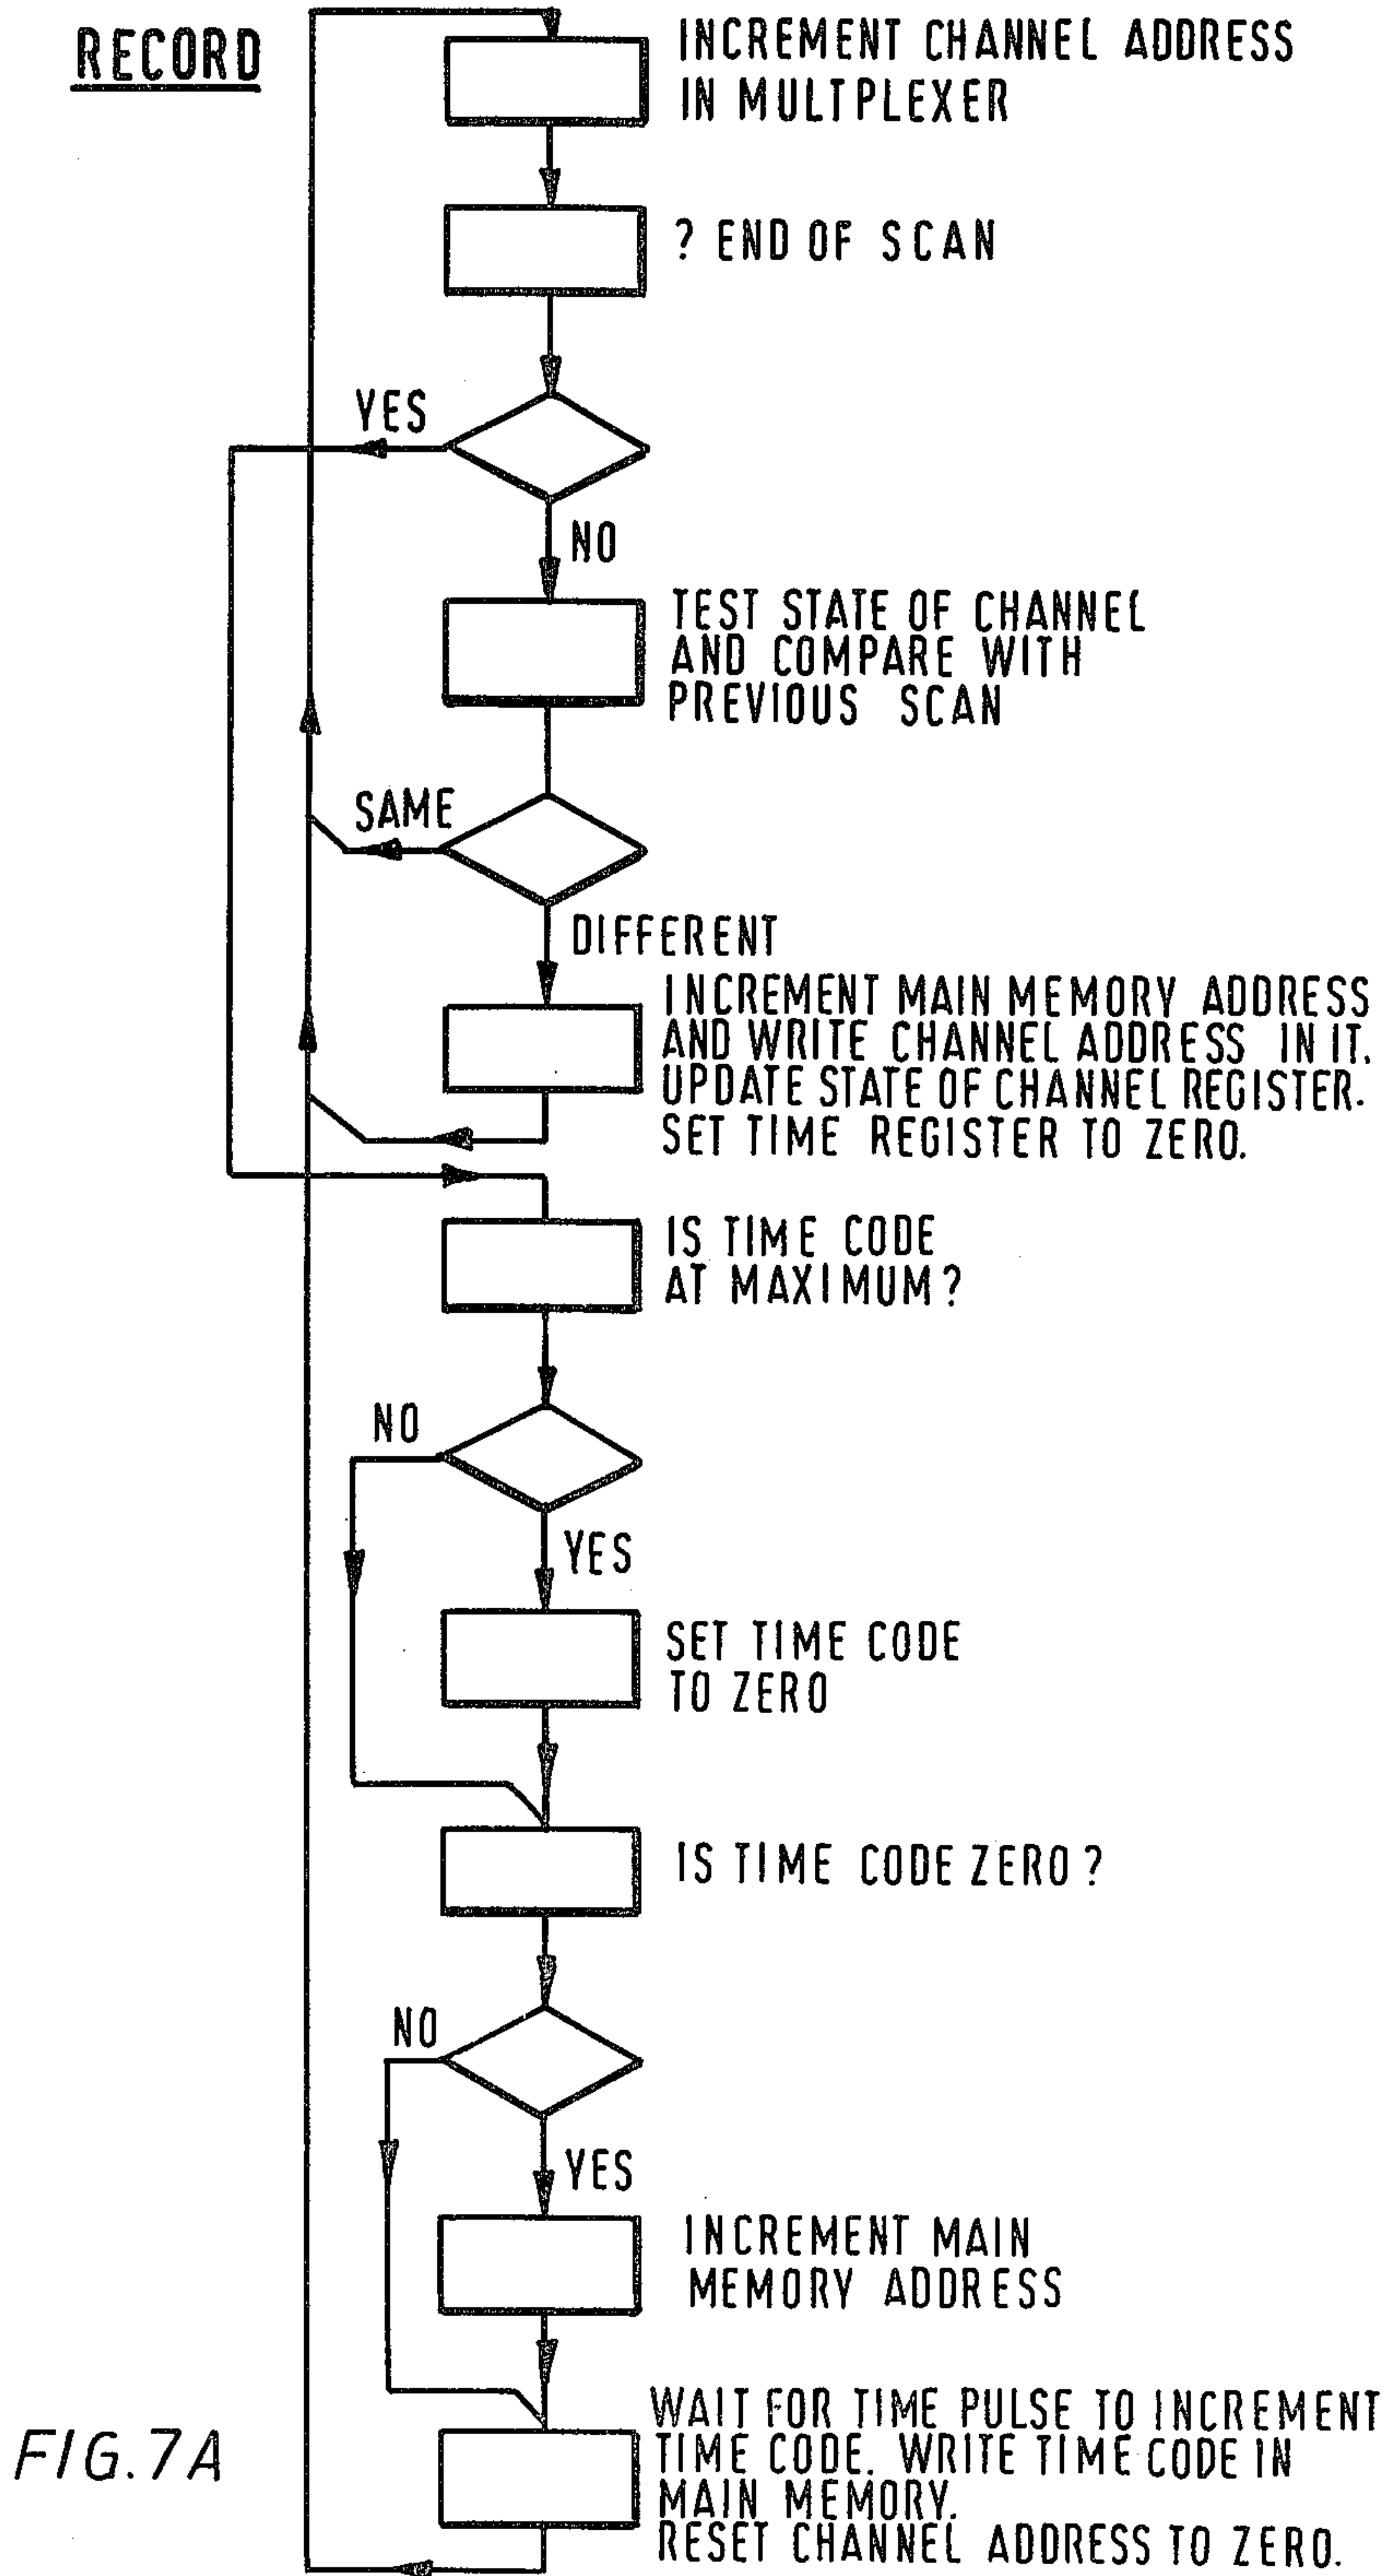 RECORD
INCREMENT CHANNEL ADDRESS
IN MULTPLEXER
? END OF SCAN
YES
NO
TEST STATE OF CHANNEL
AND COMPARE WITH
PREVIOUS SCAN
SAME
DIFFERENT
INCREMENT MAIN MEMORY ADDRESS
AND WRITE CHANNEL ADDRESS IN IT.
UPDATE STATE OF CHANNEL REGISTER.
SET TIME REGISTER TO ZERO.
IS TIME CODE
AT MAXIMUM?
NO
YES
SET TIME CODE
TO ZERO
IS TIME CODE ZERO?
NO
YES
INCREMENT MAIN
MEMORY ADDRESS
WAIT FOR TIME PULSE TO INCREMENT
TIME CODE. WRITE TIME CODE IN
MAIN MEMORY.
RESET CHANNEL ADDRESS TO ZERO.
FIG.7A